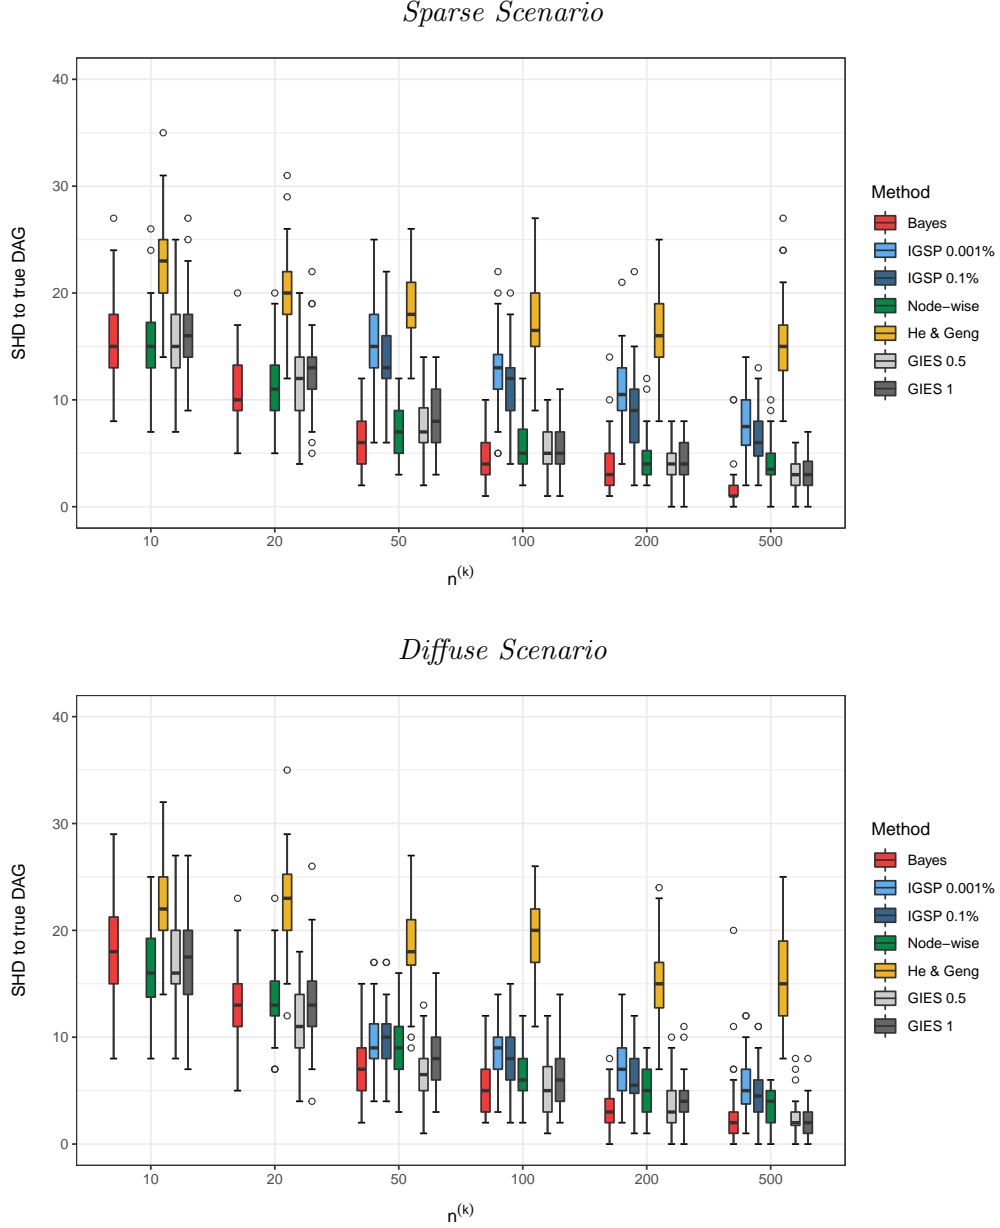 Sparse Scenario
SHD to true DAG
40
30
20
10
0
10 20 50 100 200 500
n(k)
Method
Bayes
IGSP 0.001%
IGSP 0.1%
Node−wise
He & Geng
GIES 0.5
GIES 1
Diffuse Scenario
SHD to true DAG
40
30
20
10
0
10 20 50 100 200 500
n(k)
Method
Bayes
IGSP 0.001%
IGSP 0.1%
Node−wise
He & Geng
GIES 0.5
GIES 1